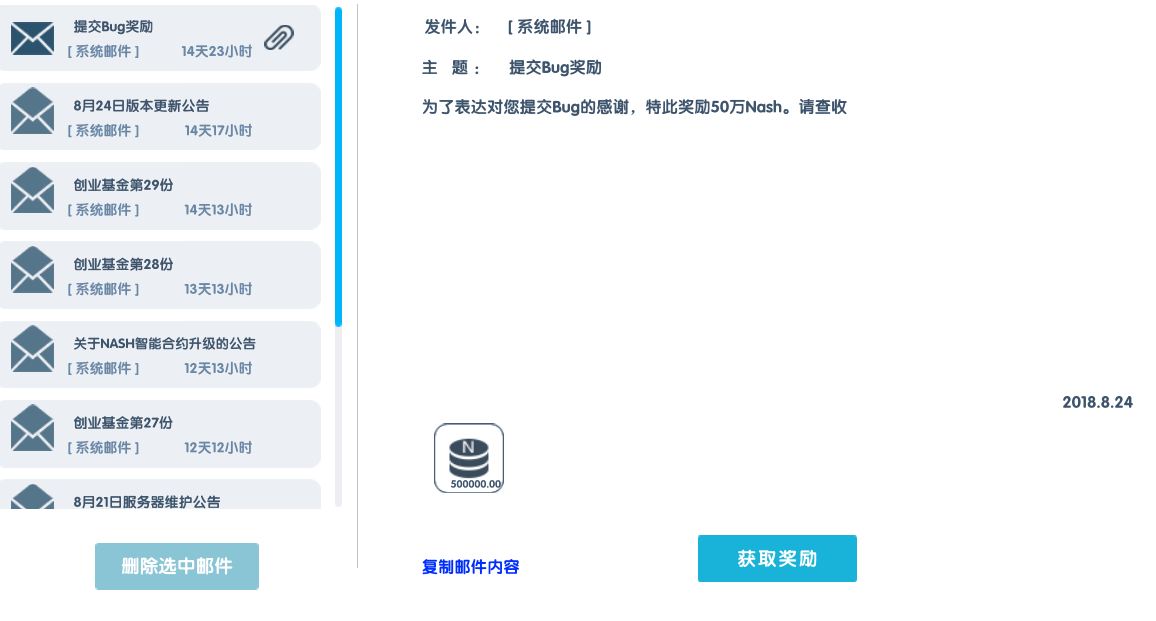 提交Bug奖励
[ 系统邮件 ] 14天23小时
8月24日版本更新公告
[ 系统邮件 ] 14天17小时
创业基金第29份
[ 系统邮件 ] 14天13小时
创业基金第28份
[ 系统邮件 ] 13天13小时
关于NASH智能合约升级的公告
[ 系统邮件 ] 12天13小时
创业基金第27份
[ 系统邮件 ] 12天12小时
8月21日服务器维护公告
删除选中邮件
发件人： [ 系统邮件 ]
主 题： 提交Bug奖励
为了表达对您提交Bug的感谢，特此奖励50万Nash。请查收
2018.8.24
N
500000.00
复制邮件内容
获取奖励